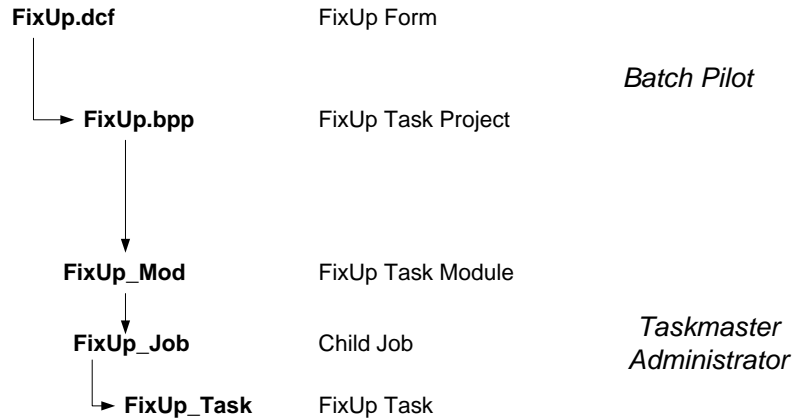 FixUp.dcf FixUp Form
Batch Pilot
FixUp.bpp FixUp Task Project
FixUp_Mod FixUp Task Module
Taskmaster
Administrator
FixUp_Job Child Job
FixUp_Task FixUp Task